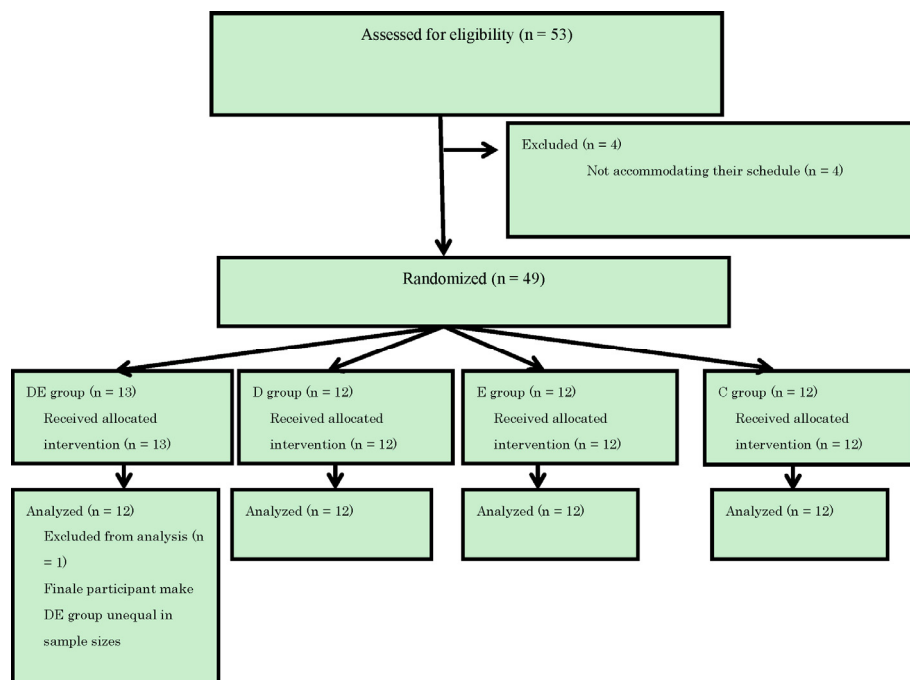 Assessed for eligibility (n = 53)
Excluded (n = 4)
Not accommodating their schedule (n = 4)
Randomized (n = 49)
DE group (n = 13)
Received allocated
intervention (n = 13)
D group (n = 12)
Received allocated
intervention (n = 12)
E group (n = 12)
Received allocated
intervention (n = 12)
C group (n = 12)
Received allocated
intervention (n = 12)
Analyzed (n = 12)
Excluded from analysis (n
= 1)
Finale participant make
DE group unequal in
sample sizes
Analyzed (n = 12)
Analyzed (n = 12)
Analyzed (n = 12)